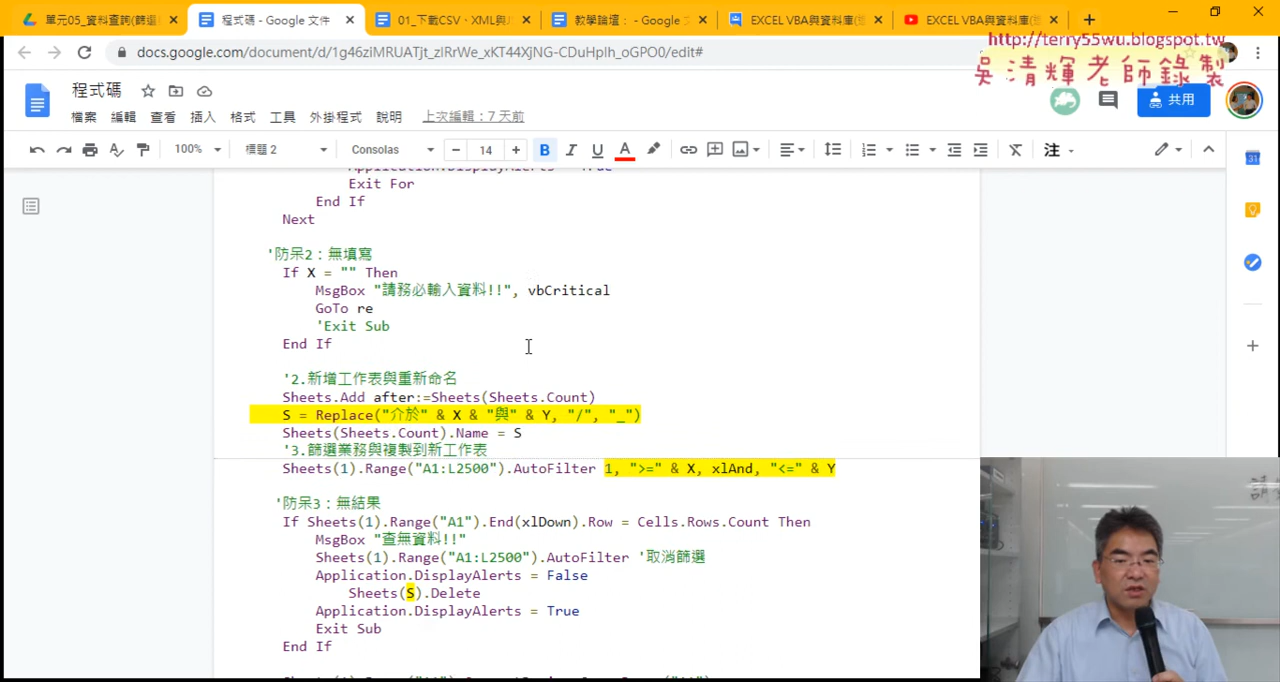 單元05_資料查詢(篩選
程式碼 - Google 文件
01_下載CSV、XML與J
教學論壇： - Google 文
EXCEL VBA與資料庫(
EXCEL VBA與資料庫(
docs.google.com/document/d/1g46ziMRUATjt_zlRrWe_xKT44XjNG-CDuHplh_oGPO0/edit#
http://terry55wu.blogspot.tw
吳清輝老師錄製
程式碼
檔案 編輯 查看 插入 格式 工具 外掛程式 說明 上次編輯：7 天前
共用
100% 標題 2 Consolas − 14 + B I U A 注
Exit For
End If
Next
'防呆2：無填寫
If X = "" Then
MsgBox "請務必輸入資料!!", vbCritical
GoTo re
'Exit Sub
End If
'2.新增工作表與重新命名
Sheets.Add after:=Sheets(Sheets.Count)
S = Replace("介於" & X & "與" & Y, "/", "_")
Sheets(Sheets.Count).Name = S
'3.篩選業務與複製到新工作表
Sheets(1).Range("A1:L2500").AutoFilter 1, ">=" & X, xlAnd, "<=" & Y
'防呆3：無結果
If Sheets(1).Range("A1").End(xlDown).Row = Cells.Rows.Count Then
MsgBox "查無資料!!"
Sheets(1).Range("A1:L2500").AutoFilter '取消篩選
Application.DisplayAlerts = False
Sheets(S).Delete
Application.DisplayAlerts = True
Exit Sub
End If